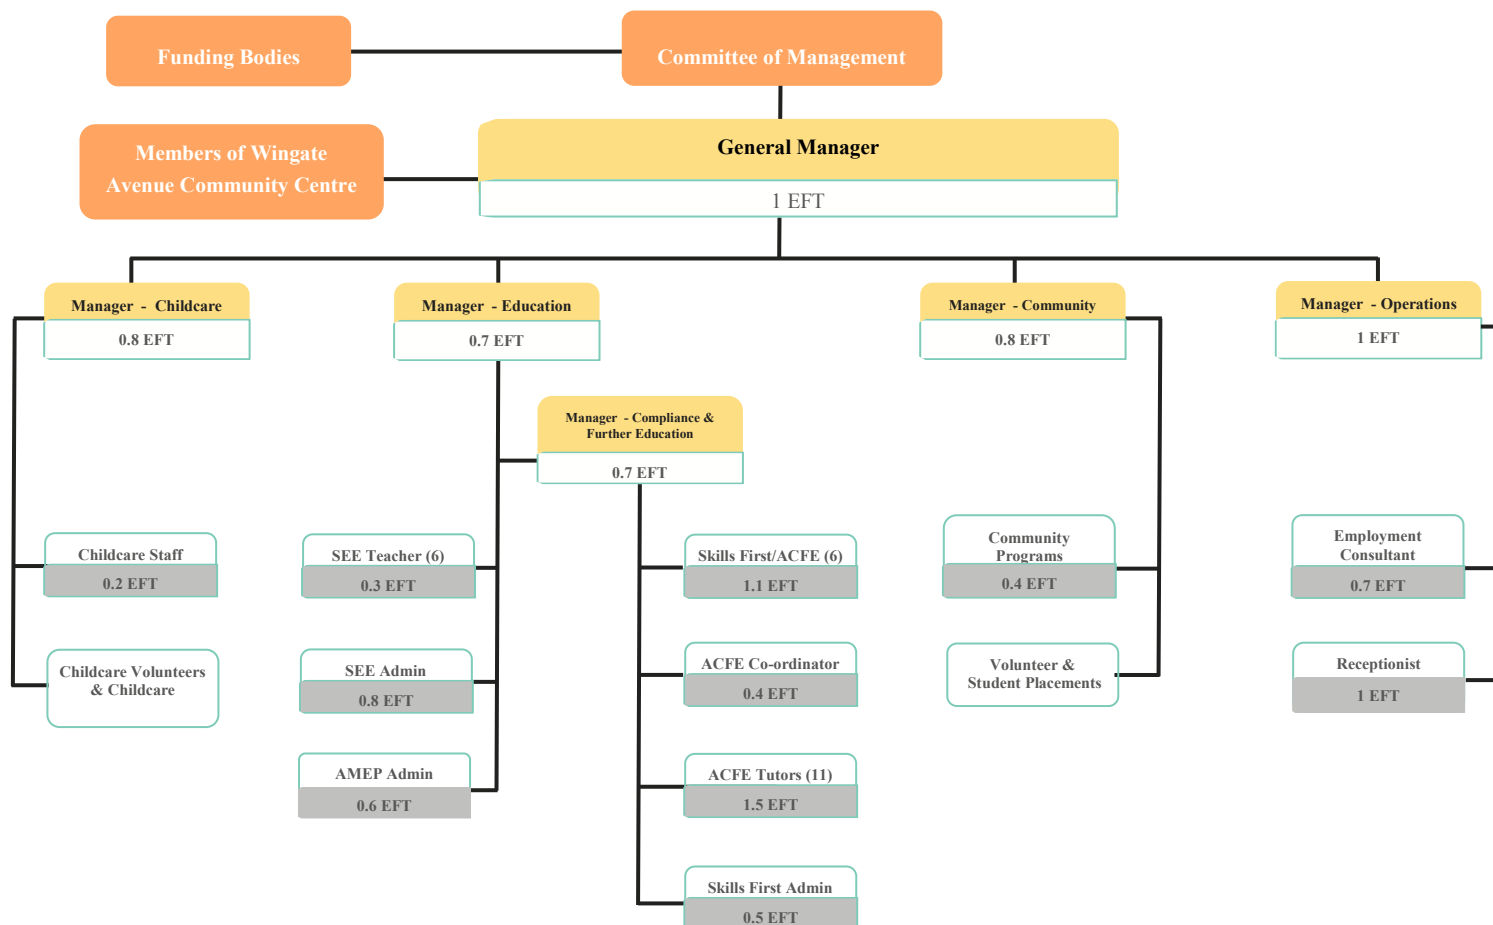 Funding Bodies
Committee of Management
Members of Wingate
Avenue Community Centre
General Manager
1 EFT
Manager - Childcare
0.8 EFT
Manager - Education
0.7 EFT
Manager - Community
0.8 EFT
Manager - Operations
1 EFT
Manager - Compliance &
Further Education
0.7 EFT
Childcare Staff
0.2 EFT
SEE Teacher (6)
0.3 EFT
Skills First/ACFE (6)
1.1 EFT
Community
Programs
0.4 EFT
Employment
Consultant
0.7 EFT
Childcare Volunteers
& Childcare
SEE Admin
0.8 EFT
ACFE Co-ordinator
0.4 EFT
Volunteer &
Student Placements
Receptionist
1 EFT
AMEP Admin
0.6 EFT
ACFE Tutors (11)
1.5 EFT
Skills First Admin
0.5 EFT